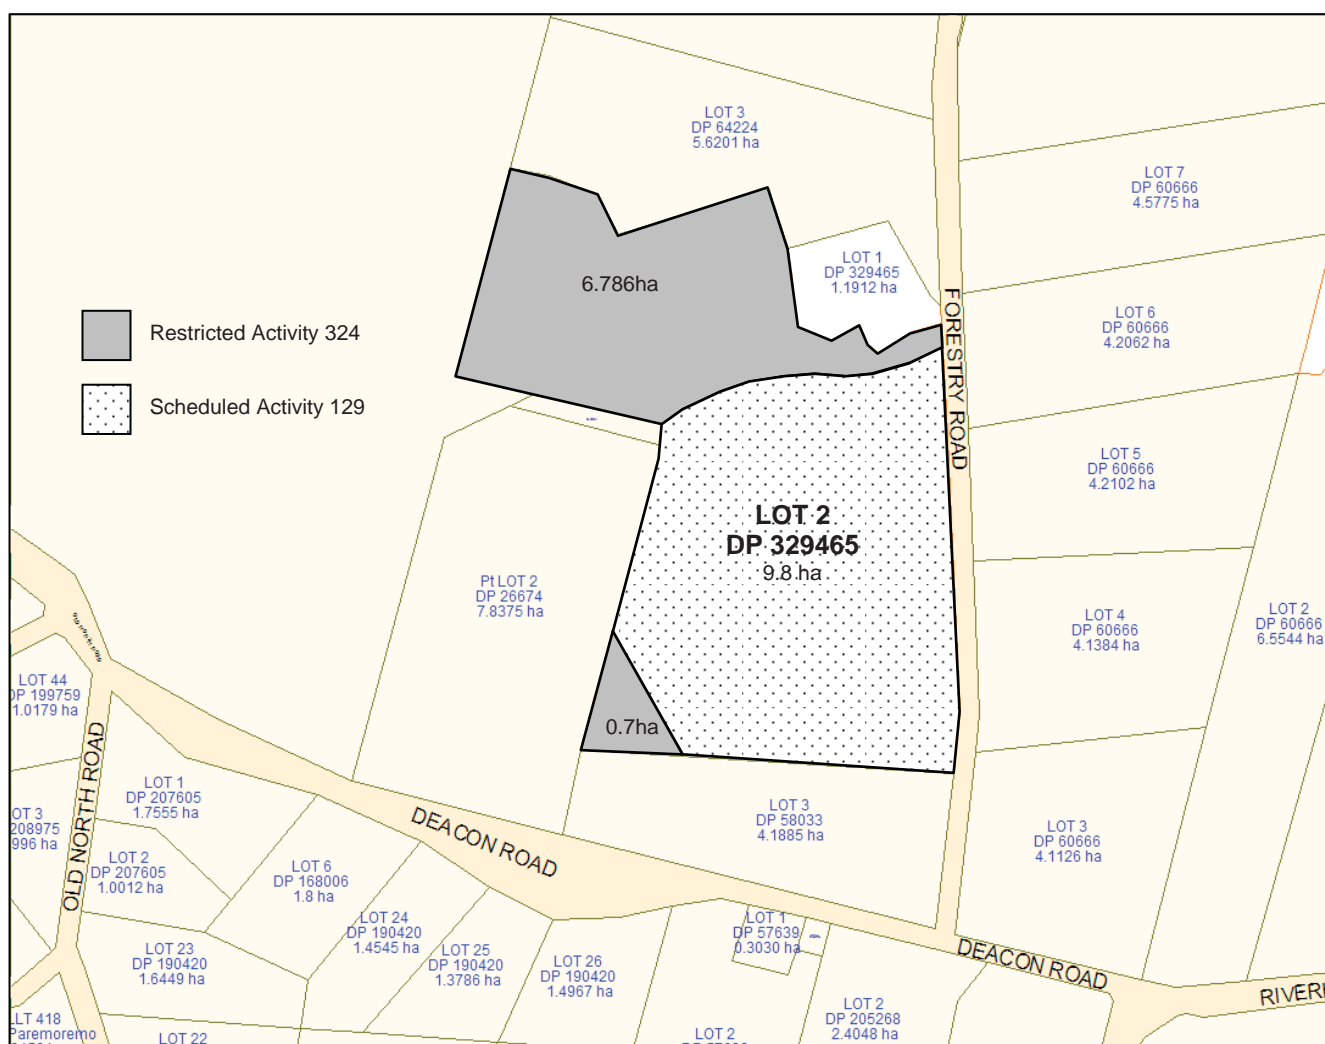 LOT 3
DP 64224
5.6201 ha
LOT 7
DP 60666
4.5775 ha
6.786ha
LOT 1
DP 329465
1.1912 ha
Restricted Activity 324
Scheduled Activity 129
FORESTRY ROAD
LOT 6
DP 60666
4.2062 ha
LOT 5
DP 60666
4.2102 ha
LOT 2
DP 329465
9.8 ha
Pt LOT 2
DP 26674
7.8375 ha
LOT 4
DP 60666
4.1384 ha
LOT 2
DP 60666
6.5544 ha
LOT 44
DP 199759
1.0179 ha
0.7ha
OLD NORTH ROAD
LOT 1
DP 207605
1.7555 ha
OT 3
208975
996 ha
LOT 2
DP 207605
1.0012 ha
LOT 6
DP 168006
1.8 ha
DEACON ROAD
LOT 3
DP 58033
4.1885 ha
LOT 3
DP 60666
4.1126 ha
LOT 24
DP 190420
1.4545 ha
LOT 23
DP 190420
1.6449 ha
LOT 25
DP 190420
1.3786 ha
LOT 26
DP 190420
1.4967 ha
LOT 1
DP 57639
0.3030 ha
DEACON ROAD
RIVER
LLT 418
Paremoremo
LOT 22
LOT 2
LOT 2
DP 205268
2.4048 ha